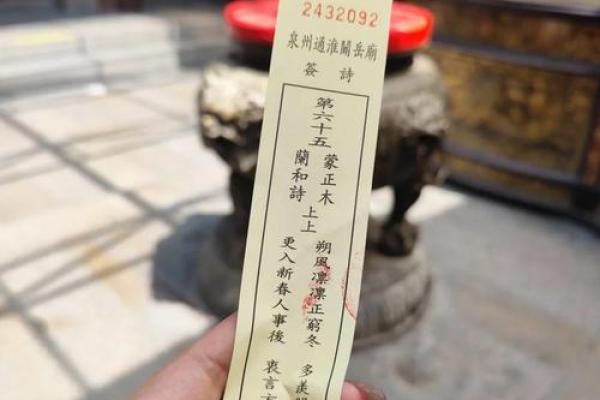 2432092
泉州通淮關岳廟
簽詩
第六十五
蒙正木
蘭和詩
上上
朔風凛凛正窮冬
多羨
更入新春人事後
衷言